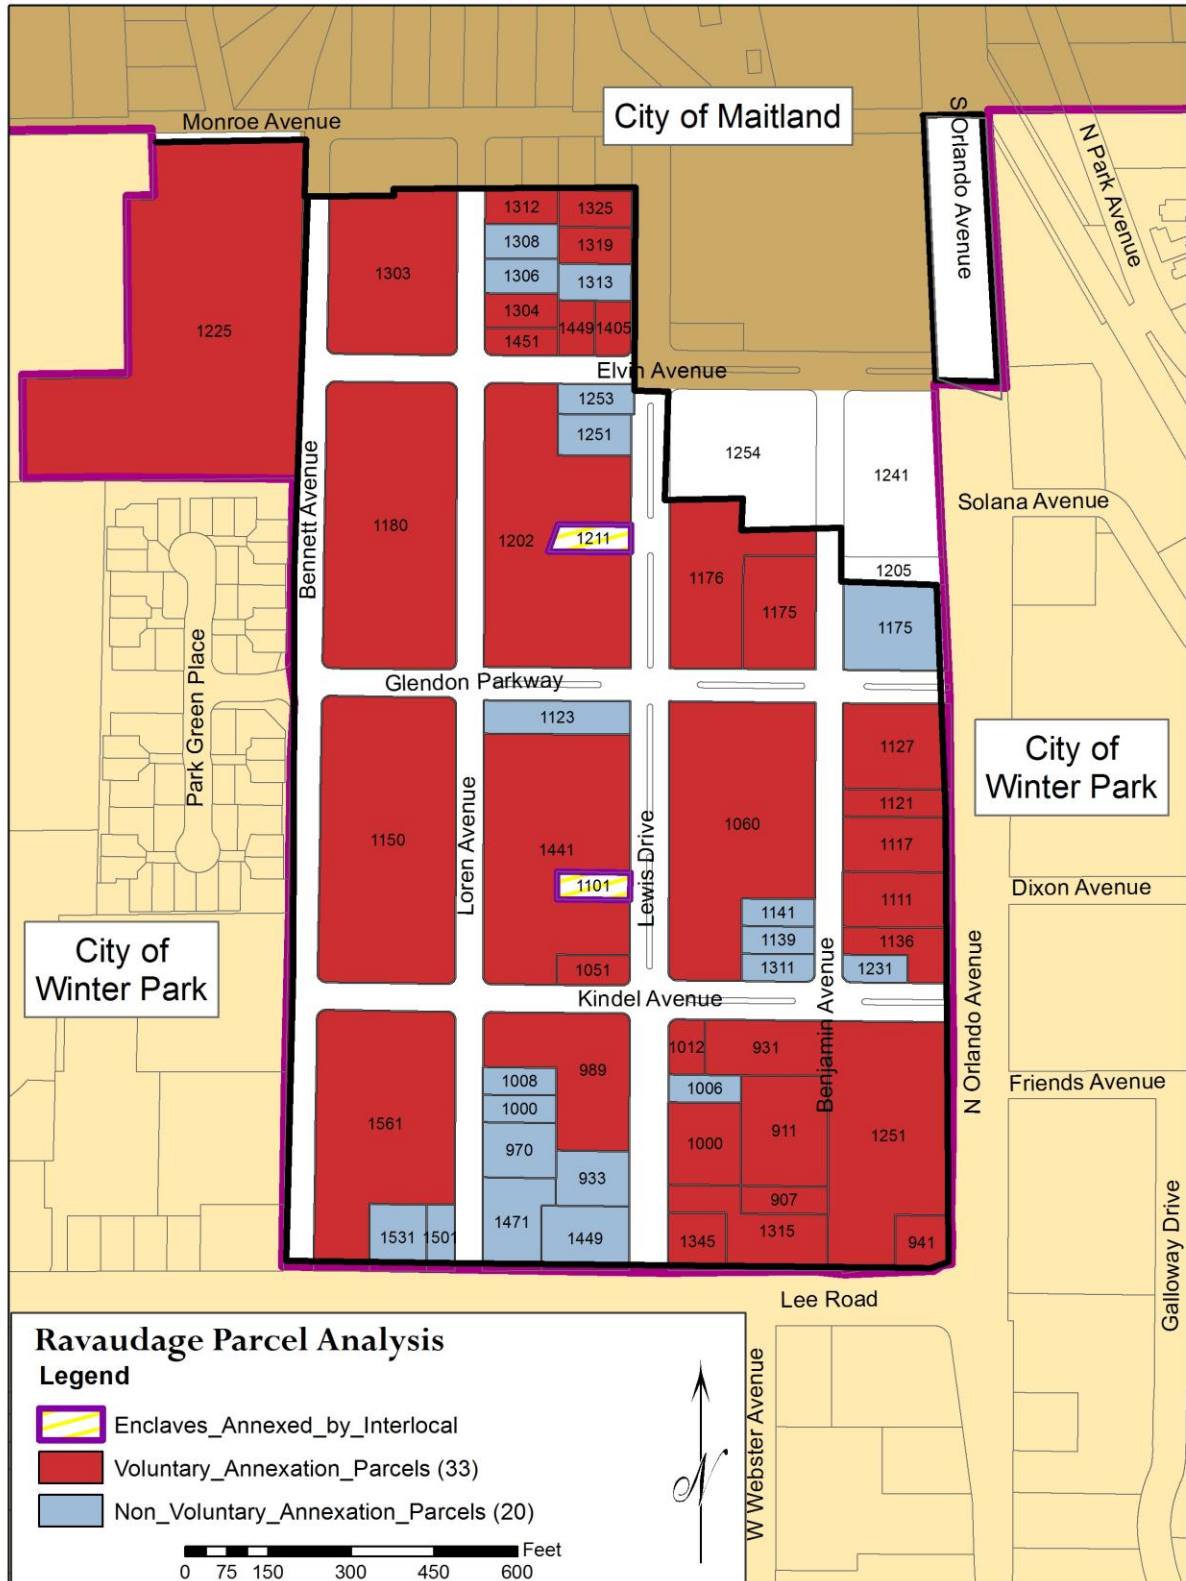 Monroe Avenue
City of Maitland
S Orlando Avenue
N Park Avenue
1312
1325
1308
1319
1303
1306
1313
1225
1304
1449
1405
1451
Elvin Avenue
1253
1251
1254
1241
Solana Avenue
Bennett Avenue
1180
1202
1211
1176
1175
1205
1175
Glendon Parkway
Park Green Place
1123
1127
City of
Winter Park
1121
1060
1150
Loren Avenue
1441
Lewis Drive
1117
1101
Dixon Avenue
1141
1111
1139
1136
City of
Winter Park
1051
1311
1231
Kindel Avenue
Benjamin Avenue
N Orlando Avenue
1012
931
989
1008
1006
Friends Avenue
1000
1561
1000
911
1251
970
933
907
1531
1501
1471
1449
1345
1315
941
Galloway Drive
Lee Road
W Webster Avenue
Ravaudage Parcel Analysis
Legend
Enclaves_Annexed_by_Interlocal
Voluntary_Annexation_Parcels (33)
Non_Voluntary_Annexation_Parcels (20)
N
Feet
0 75 150 300 450 600